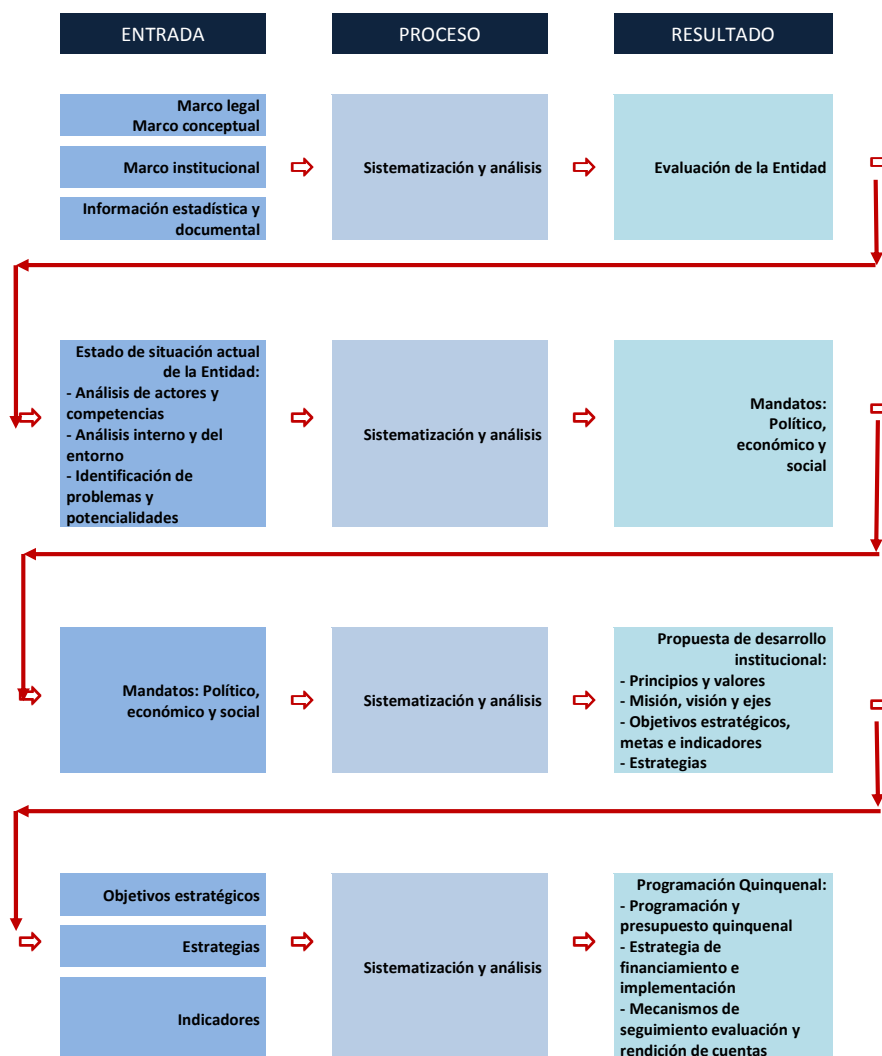 ENTRADA
PROCESO
RESULTADO
Marco legal
Marco conceptual
Marco institucional
Información estadística y
documental
Sistematización y análisis
Evaluación de la Entidad
Estado de situación actual
de la Entidad:
- Análisis de actores y
competencias
- Análisis interno y del
entorno
- Identificación de
problemas y
potencialidades
Sistematización y análisis
Mandatos:
Político,
económico y
social
Mandatos: Político,
económico y social
Sistematización y análisis
Propuesta de desarrollo
institucional:
- Principios y valores
- Misión, visión y ejes
- Objetivos estratégicos,
metas e indicadores
- Estrategias
Objetivos estratégicos
Estrategias
Indicadores
Sistematización y análisis
Programación Quinquenal:
- Programación y
presupuesto quinquenal
- Estrategia de
financiamiento e
implementación
- Mecanismos de
seguimiento evaluación y
rendición de cuentas